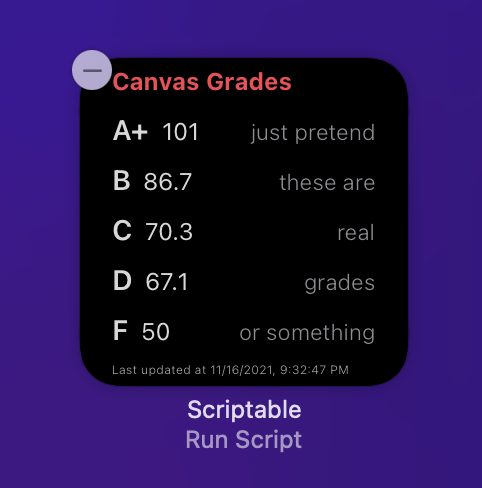 Canvas Grades
A+ 101 just pretend
B 86.7 these are
C 70.3 real
D 67.1 grades
F 50 or something
Last updated at 11/16/2021, 9:32:47 PM
Scriptable
Run Script